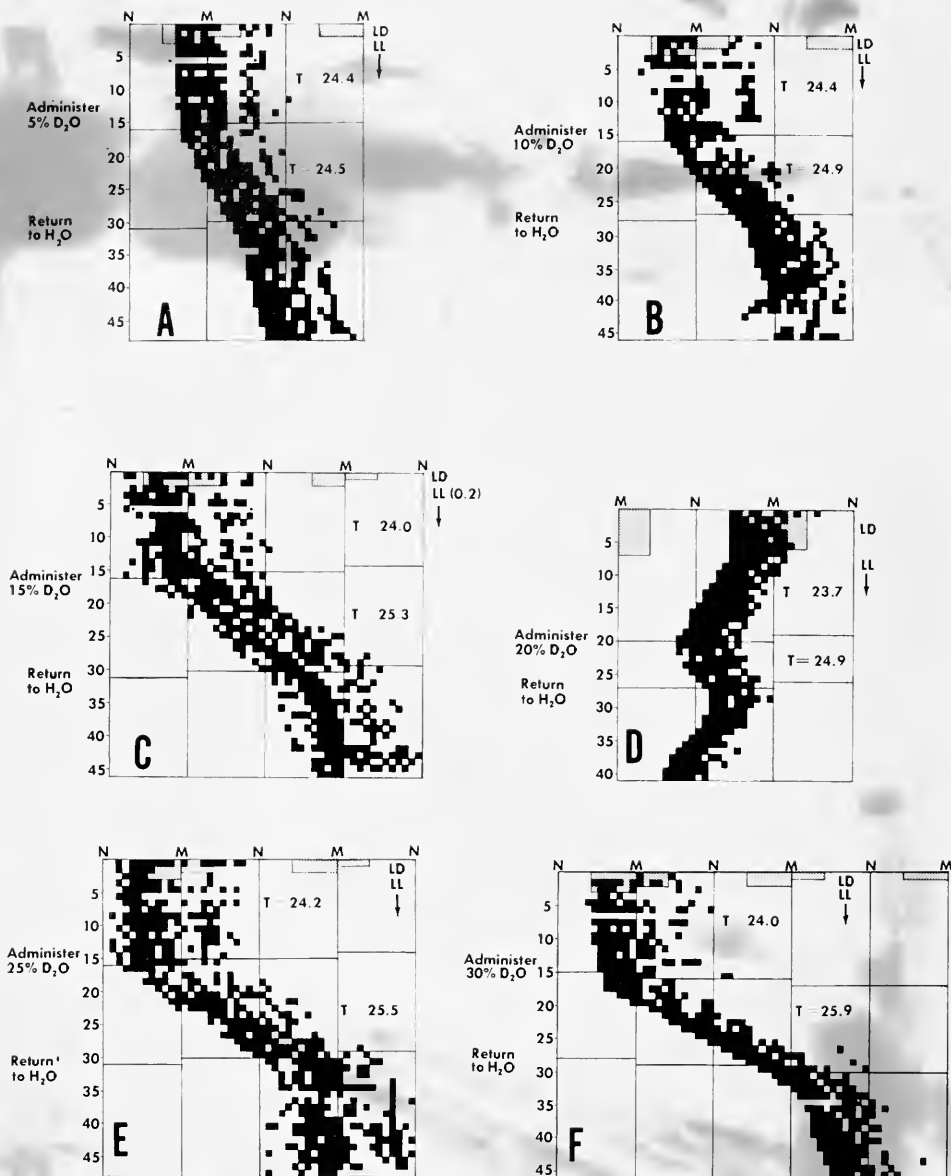 N M N M
LD
LL
5
10
15
20
25
30
35
40
45
Administer
5% D₂O
Return
to H₂O
T 24.4
T = 24.5
A
N M N M
LD
LL
5
10
15
20
25
30
35
40
45
Administer
10% D₂O
Return
to H₂O
T 24.4
T = 24.9
B
N M N M N
LD
LL (0.2)
5
10
15
20
25
30
35
40
45
Administer
15% D₂O
Return
to H₂O
T 24.0
T 25.3
C
M N M N
LD
LL
5
10
15
20
25
30
35
40
Administer
20% D₂O
Return
to H₂O
T 23.7
T = 24.9
D
N M N M N
LD
LL
5
10
15
20
25
30
35
40
45
Administer
25% D₂O
Return
to H₂O
T = 24.2
T 25.5
E
N M N M N M
LD
LL
5
10
15
20
25
30
35
40
45
Administer
30% D₂O
Return
to H₂O
T 24.0
T = 25.9
F